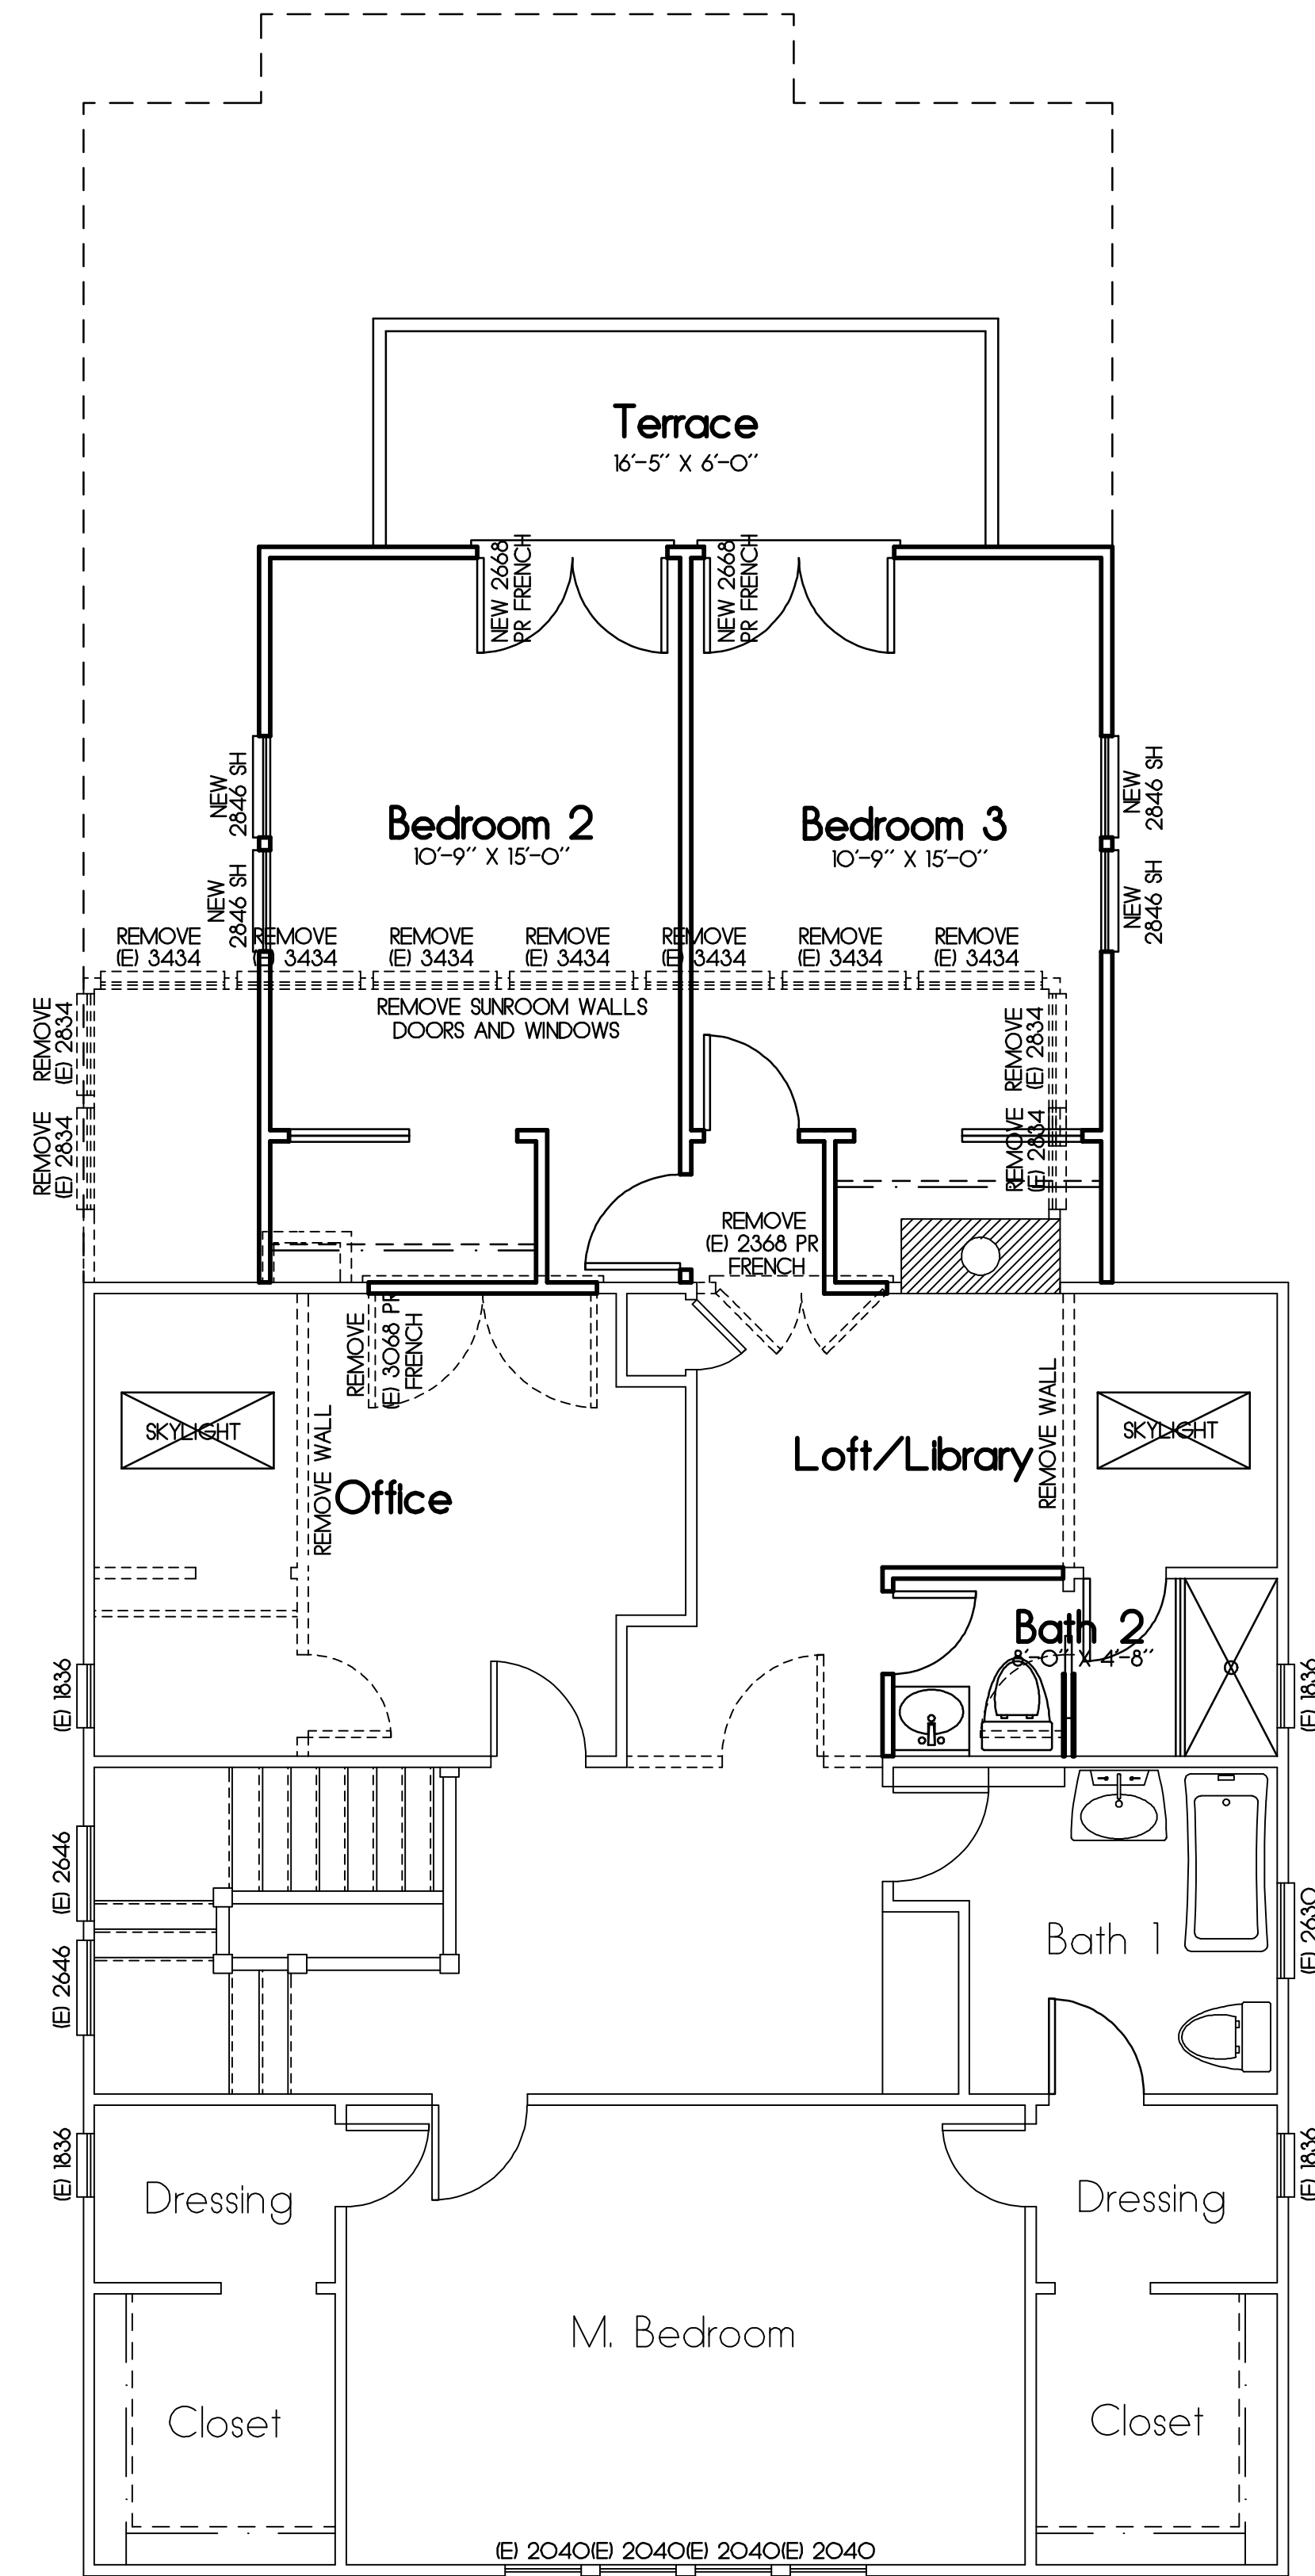 Terrace
16'-5" X 6'-0"
NEW 2668
PR FRENCH
NEW 2668
PR FRENCH
NEW
2846 SH
NEW
2846 SH
Bedroom 2
10'-9" X 15'-0"
Bedroom 3
10'-9" X 15'-0"
NEW
2846 SH
NEW
2846 SH
REMOVE
(E) 3434
REMOVE
(E) 3434
REMOVE
(E) 3434
REMOVE
(E) 3434
REMOVE
(E) 3434
REMOVE
(E) 3434
REMOVE
(E) 3434
REMOVE SUNROOM WALLS
DOORS AND WINDOWS
REMOVE
(E) 2834
REMOVE
(E) 2834
REMOVE
(E) 2834
REMOVE
(E) 2834
REMOVE
(E) 2368 PR
FRENCH
REMOVE
(E) 3068 PR
FRENCH
SKYLIGHT
REMOVE WALL
Office
Loft/Library
REMOVE WALL
SKYLIGHT
Bath 2
8'-0" X 4'-8"
(E) 1836
(E) 1836
(E) 2646
(E) 2646
Bath 1
(E) 2630
(E) 1836
Dressing
Dressing
(E) 1836
M. Bedroom
Closet
Closet
(E) 2040(E) 2040(E) 2040(E) 2040